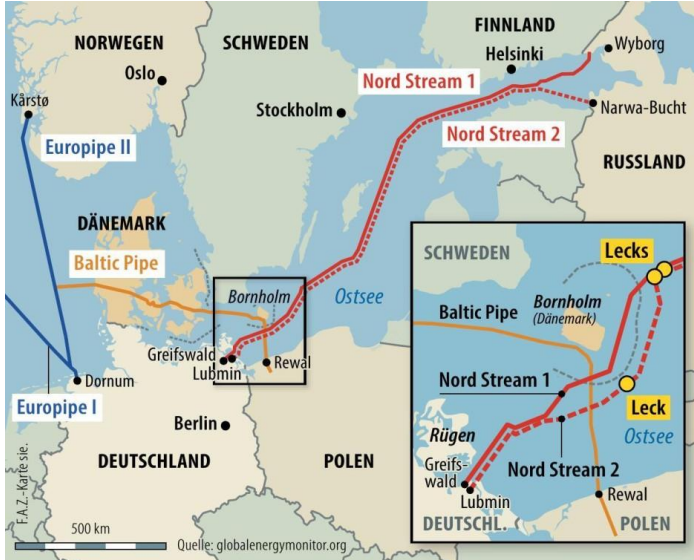 NORWEGEN
SCHWEDEN
FINNLAND
Oslo
Helsinki
Wyborg
Kårstø
Nord Stream 1
Stockholm
Narwa-Bucht
Europipe II
Nord Stream 2
RUSSLAND
DÄNEMARK
Baltic Pipe
Bornholm
Ostsee
Greifswald
Lubmin
Rewal
Dornum
Europipe I
Berlin
DEUTSCHLAND
POLEN
SCHWEDEN
Lecks
Baltic Pipe
Bornholm
(Dänemark)
Nord Stream 1
Leck
Rügen
Ostsee
Greifs-
wald
Nord Stream 2
Lubmin
Rewal
DEUTSCHL.
POLEN
F.A.Z.-Karte sie.
500 km
Quelle: globalenergymonitor.org